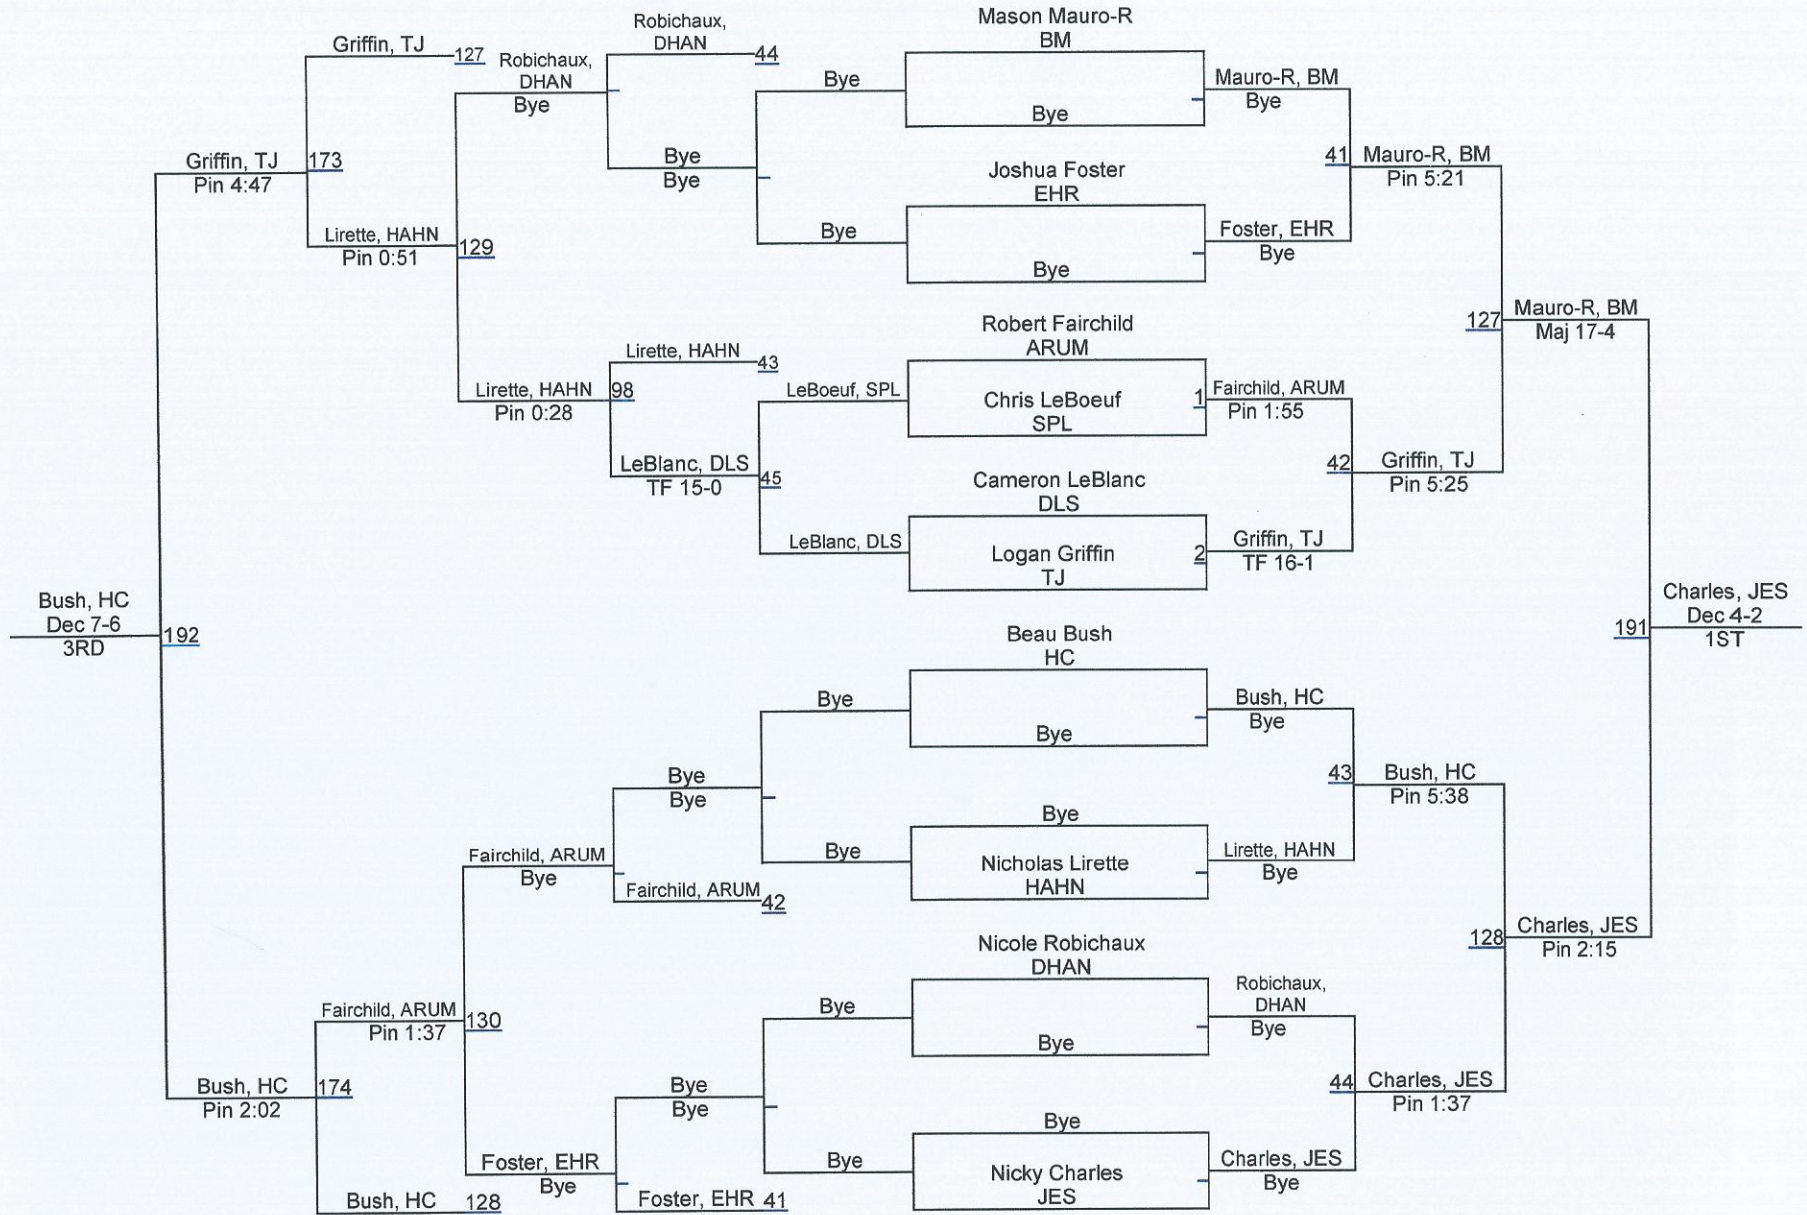 Mason Mauro-R
BM
Bye
Joshua Foster
EHR
Bye
Robert Fairchild
ARUM
Chris LeBoeuf
SPL
1
Cameron LeBlanc
DLS
Logan Griffin
TJ
2
Beau Bush
HC
Bye
Bye
Nicholas Lirette
HAHN
Nicole Robichaux
DHAN
Bye
Bye
Nicky Charles
JES
Mauro-R, BM
Bye
Foster, EHR
Bye
Fairchild, ARUM
Pin 1:55
Griffin, TJ
TF 16-1
Bush, HC
Bye
Lirette, HAHN
Bye
Robichaux,
DHAN
Bye
Charles, JES
Bye
41
Mauro-R, BM
Pin 5:21
42
Griffin, TJ
Pin 5:25
43
Bush, HC
Pin 5:38
44
Charles, JES
Pin 1:37
127
Mauro-R, BM
Maj 17-4
128
Charles, JES
Pin 2:15
191
Charles, JES
Dec 4-2
1ST
Bye
Bye
LeBoeuf, SPL
LeBlanc, DLS
Bye
Bye
Bye
Bye
Robichaux,
DHAN
44
Bye
Bye
Lirette, HAHN
43
LeBlanc, DLS
45
TF 15-0
Bye
Bye
Fairchild, ARUM
42
Bye
Bye
Foster, EHR 41
Robichaux,
DHAN
Bye
Lirette, HAHN
98
Pin 0:28
Fairchild, ARUM
Bye
Foster, EHR
Bye
Griffin, TJ
127
Lirette, HAHN
129
Pin 0:51
Fairchild, ARUM
130
Pin 1:37
Bush, HC
128
Griffin, TJ
173
Pin 4:47
Bush, HC
174
Pin 2:02
Bush, HC
Dec 7-6
192
3RD